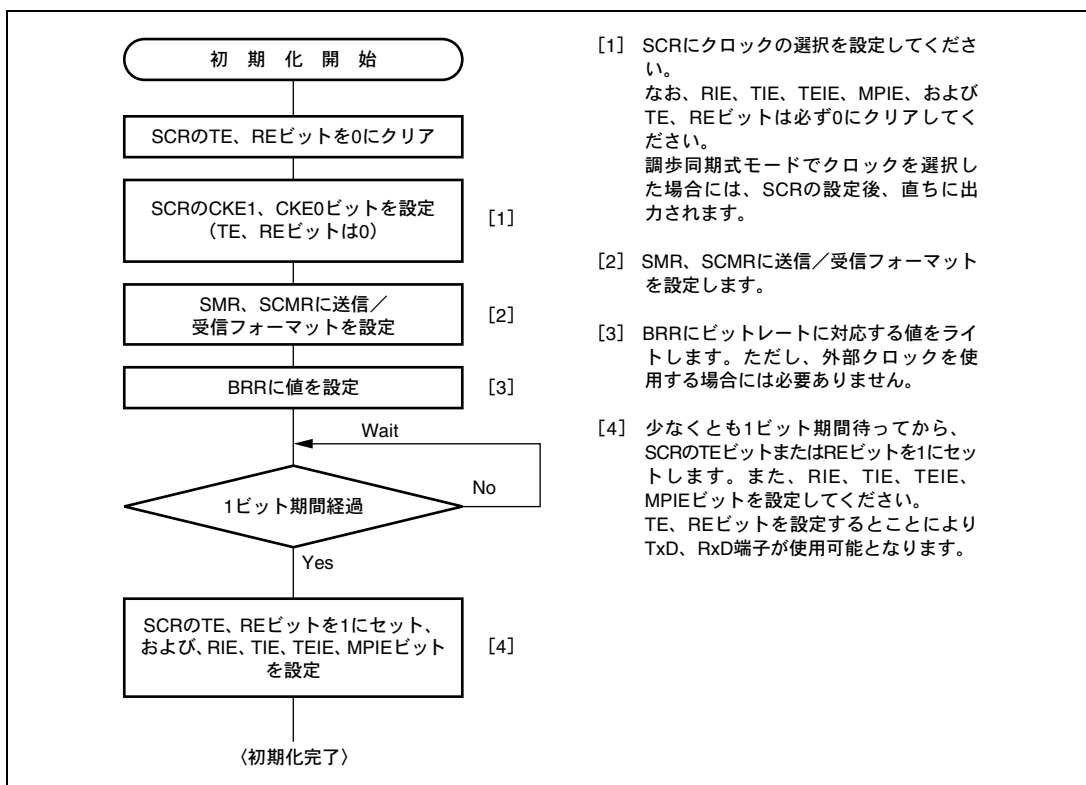 初 期 化 開 始
SCRのTE、REビットを0にクリア
SCRのCKE1、CKE0ビットを設定
（TE、REビットは0）
［1］
SMR、SCMRに送信／
受信フォーマットを設定
［2］
BRRに値を設定
［3］
Wait
1ビット期間経過
No
Yes
SCRのTE、REビットを1にセット、
および、RIE、TIE、TEIE、MPIEビット
を設定
［4］
〈初期化完了〉
［1］ SCRにクロックの選択を設定してくださ
い。
なお、RIE、TIE、TEIE、MPIE、および
TE、REビットは必ず0にクリアしてく
ださい。
調歩同期式モードでクロックを選択し
た場合には、SCRの設定後、直ちに出
力されます。
［2］ SMR、SCMRに送信／受信フォーマット
を設定します。
［3］ BRRにビットレートに対応する値をライ
トします。ただし、外部クロックを使
用する場合には必要ありません。
［4］ 少なくとも1ビット期間待ってから、
SCRのTEビットまたはREビットを1にセッ
トします。また、RIE、TIE、TEIE、
MPIEビットを設定してください。
TE、REビットを設定するとことにより
TxD、RxD端子が使用可能となります。